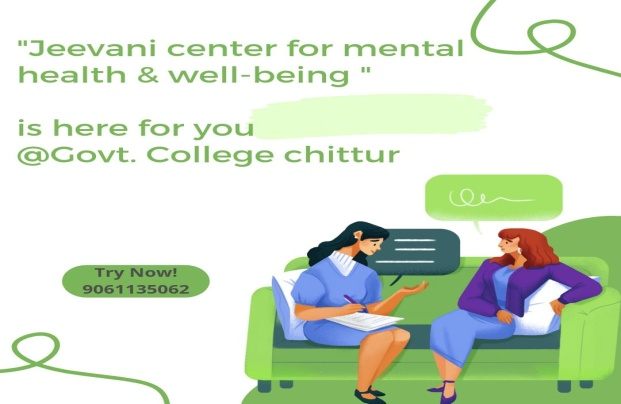 "Jeevani center for mental
health & well-being "
is here for you
@Govt. College chittur
Try Now!
9061135062